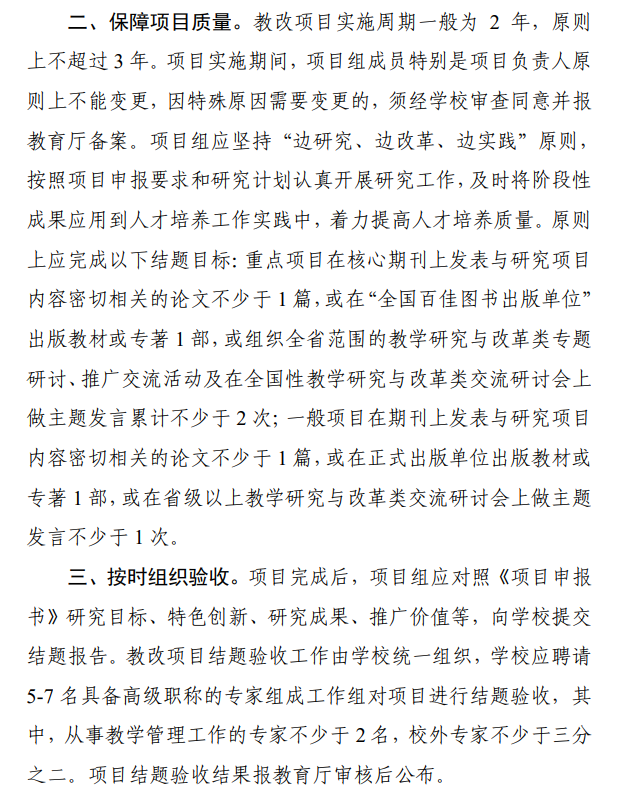 二、保障项目质量。教改项目实施周期一般为 2 年，原则
上不超过 3 年。项目实施期间，项目组成员特别是项目负责人原
则上不能变更，因特殊原因需要变更的，须经学校审查同意并报
教育厅备案。项目组应坚持“边研究、边改革、边实践”原则，
按照项目申报要求和研究计划认真开展研究工作，及时将阶段性
成果应用到人才培养工作实践中，着力提高人才培养质量。原则
上应完成以下结题目标：重点项目在核心期刊上发表与研究项目
内容密切相关的论文不少于 1 篇，或在“全国百佳图书出版单位”
出版教材或专著 1 部，或组织全省范围的教学研究与改革类专题
研讨、推广交流活动及在全国性教学研究与改革类交流研讨会上
做主题发言累计不少于 2 次；一般项目在期刊上发表与研究项目
内容密切相关的论文不少于 1 篇，或在正式出版单位出版教材或
专著 1 部，或在省级以上教学研究与改革类交流研讨会上做主题
发言不少于 1 次。
三、按时组织验收。项目完成后，项目组应对照《项目申报
书》研究目标、特色创新、研究成果、推广价值等，向学校提交
结题报告。教改项目结题验收工作由学校统一组织，学校应聘请
5-7 名具备高级职称的专家组成工作组对项目进行结题验收，其
中，从事教学管理工作的专家不少于 2 名，校外专家不少于三分
之二。项目结题验收结果报教育厅审核后公布。